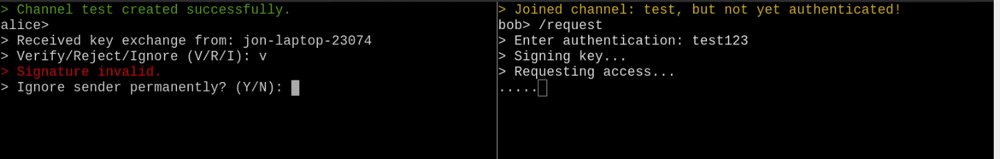 > Channel test created successfully.
alice>
> Received key exchange from: jon-laptop-23074
> Verify/Reject/Ignore (V/R/I): v
> Signature invalid.
> Ignore sender permanently? (Y/N):
> Joined channel: test, but not yet authenticated!
bob> /request
> Enter authentication: test123
> Signing key...
> Requesting access...
.....